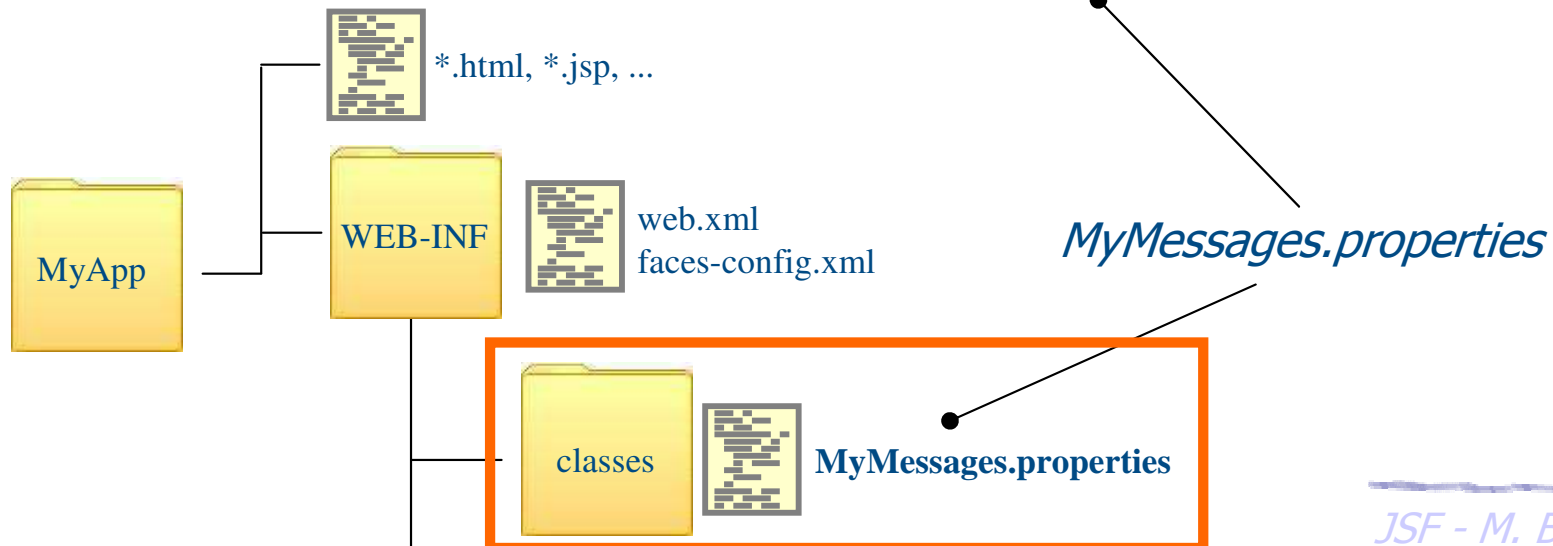 *.html, *.jsp, ...
MyApp
WEB-INF
web.xml
faces-config.xml
MyMessages.properties
classes
MyMessages.properties
JSF - M.